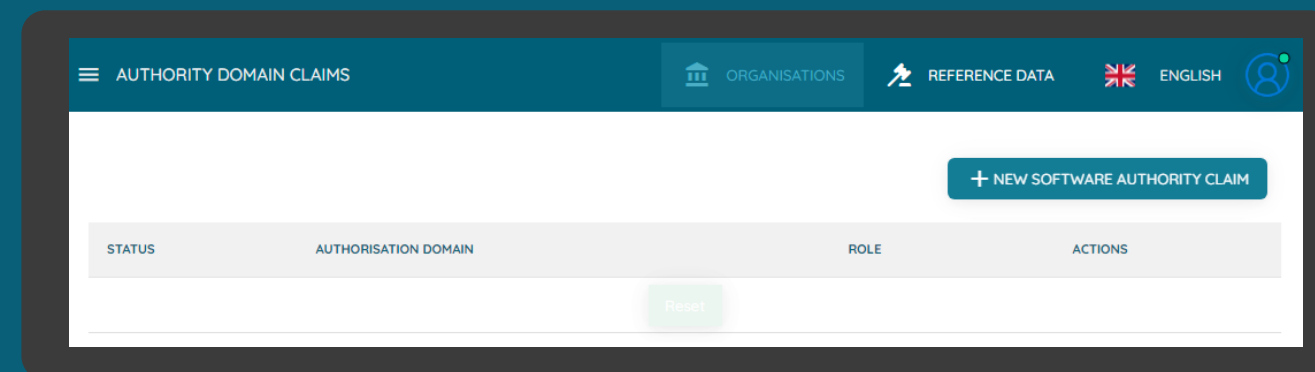 AUTHORITY DOMAIN CLAIMS ORGANISATIONS REFERENCE DATA ENGLISH
+ NEW SOFTWARE AUTHORITY CLAIM
STATUS AUTHORISATION DOMAIN ROLE ACTIONS
Reset